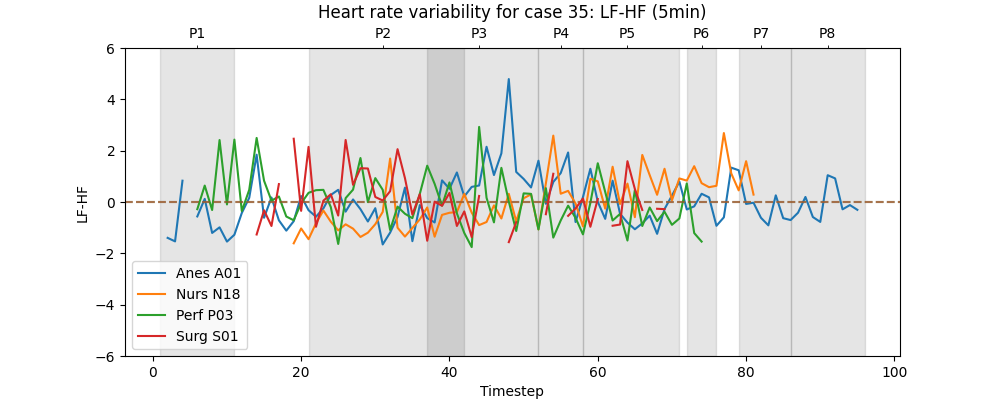 Heart rate variability for case 35: LF-HF (5min)
P1 P2 P3 P4 P5 P6 P7 P8
6
4
2
0
−2
−4
−6
LF-HF
Anes A01
Nurs N18
Perf P03
Surg S01
0 20 40 60 80 100
Timestep